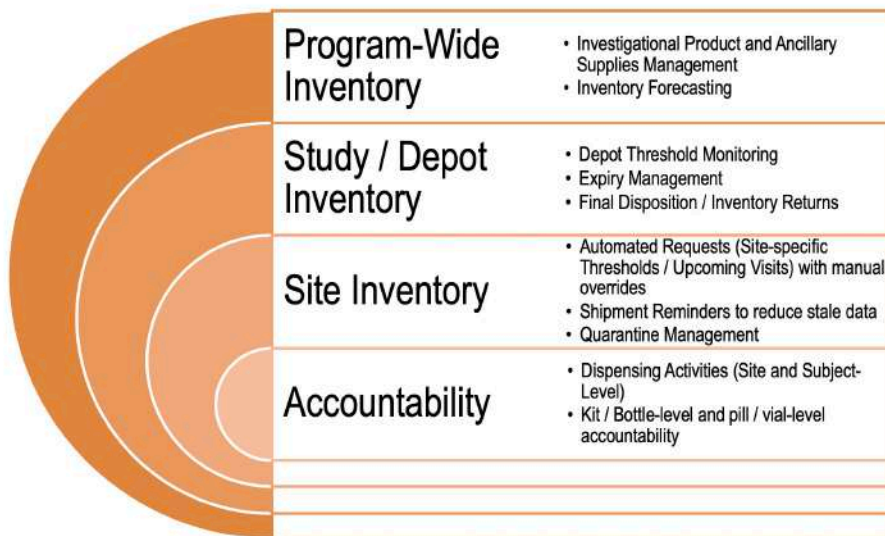 Program-Wide
Inventory
• Investigational Product and Ancillary
Supplies Management
• Inventory Forecasting
Study / Depot
Inventory
• Depot Threshold Monitoring
• Expiry Management
• Final Disposition / Inventory Returns
Site Inventory
• Automated Requests (Site-specific
Thresholds / Upcoming Visits) with manual
overrides
• Shipment Reminders to reduce stale data
• Quarantine Management
Accountability
• Dispensing Activities (Site and Subject-
Level)
• Kit / Bottle-level and pill / vial-level
accountability